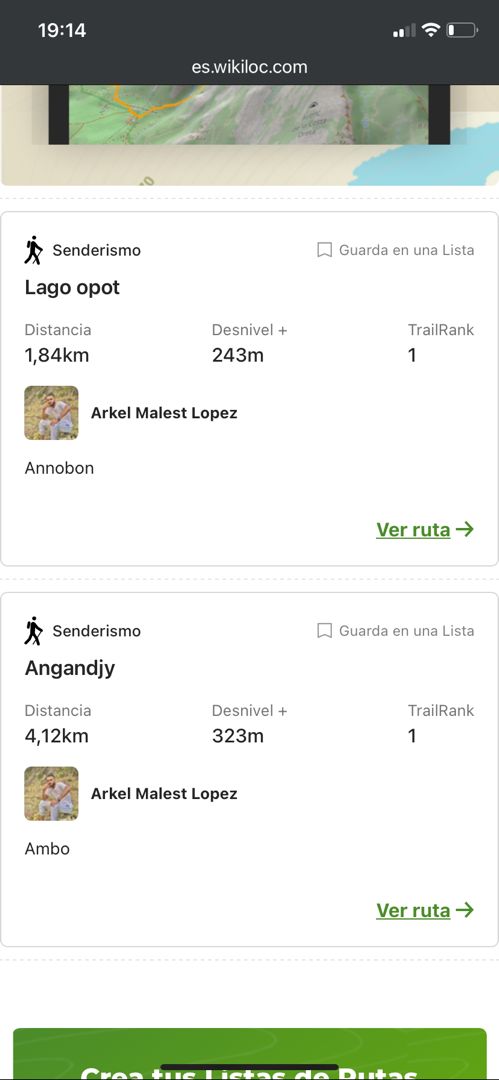 19:14
es.wikiloc.com
Senderismo
Guarda en una Lista
Lago opot
Distancia
Desnivel +
TrailRank
1,84km
243m
1
Arkel Malest Lopez
Annobon
Ver ruta
Senderismo
Guarda en una Lista
Angandjy
Distancia
Desnivel +
TrailRank
4,12km
323m
1
Arkel Malest Lopez
Ambo
Ver ruta
Crea tus Listas de Rutas